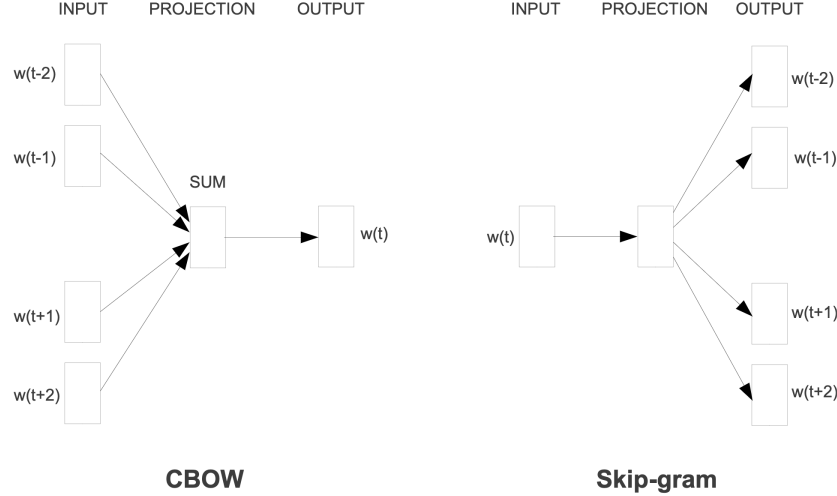 INPUT PROJECTION OUTPUT
w(t-2)
w(t-1)
SUM
w(t)
w(t+1)
w(t+2)
CBOW
INPUT PROJECTION OUTPUT
w(t-2)
w(t-1)
w(t)
w(t+1)
w(t+2)
Skip-gram